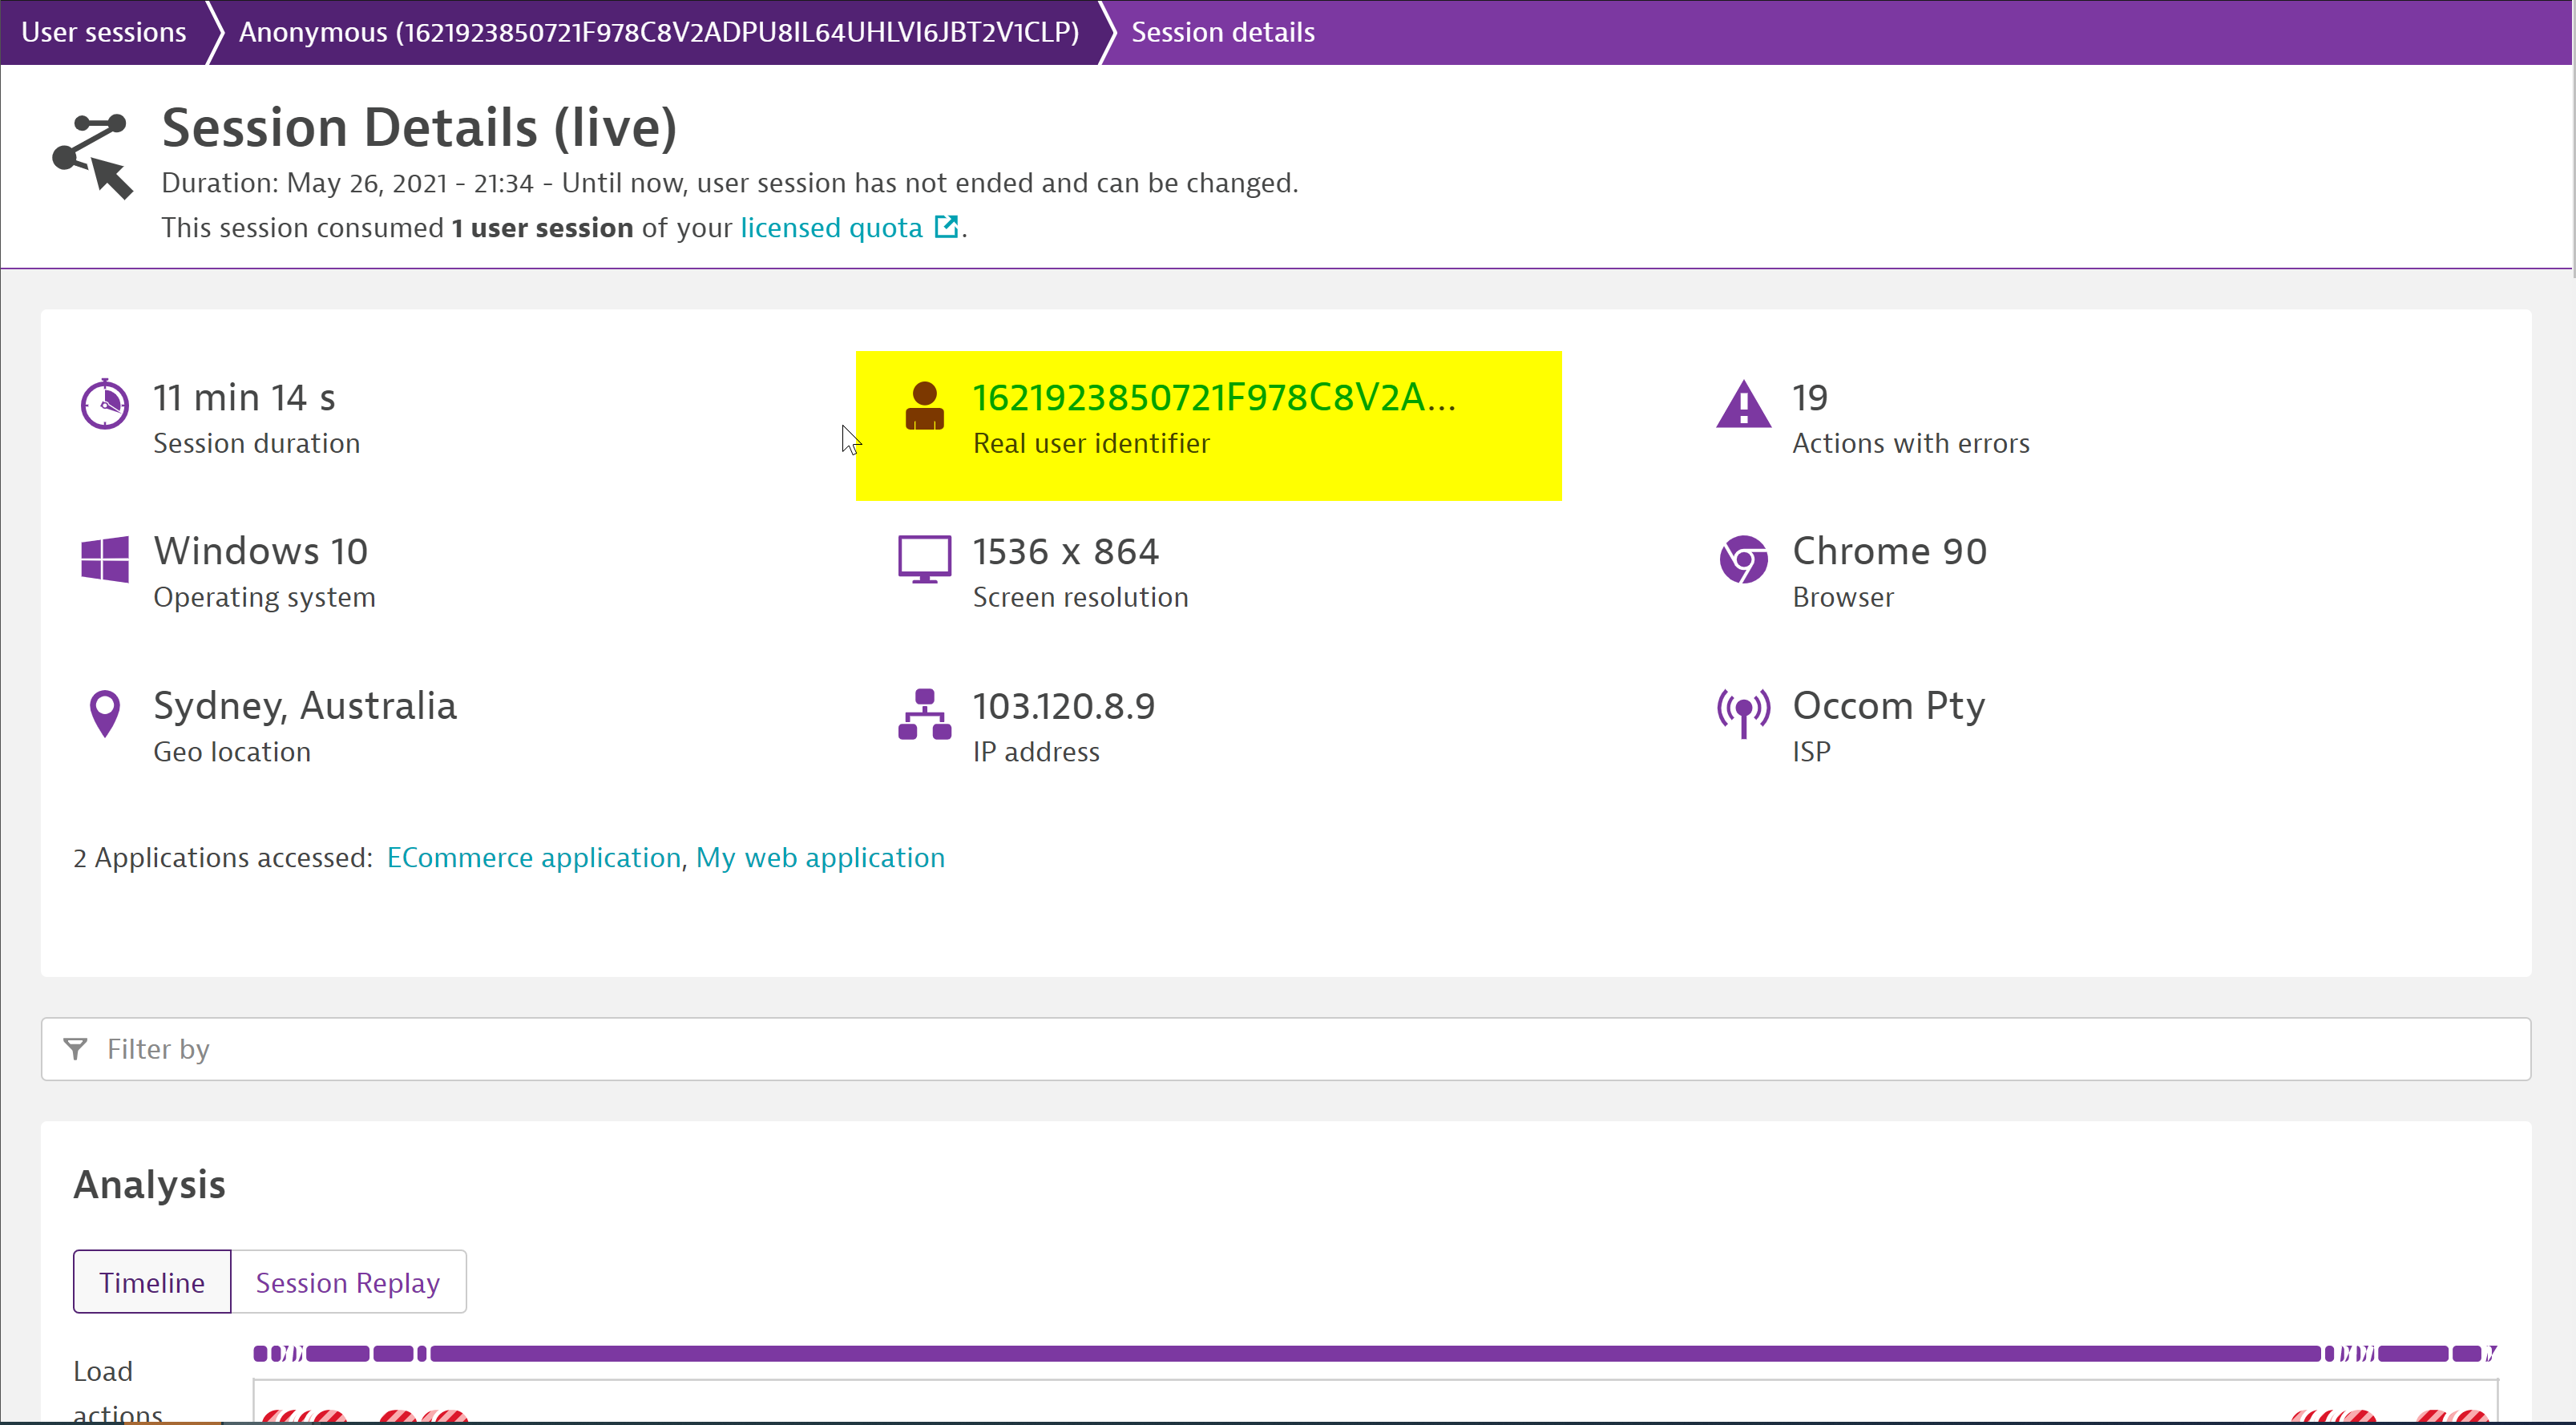 User sessions
Anonymous (1621923850721F978C8V2ADPU8IL64UHLVI6JBT2V1CLP)
Session details
Session Details (live)
Duration: May 26, 2021 - 21:34 - Until now, user session has not ended and can be changed.
This session consumed 1 user session of your licensed quota.
11 min 14 s
Session duration
1621923850721F978C8V2A...
Real user identifier
19
Actions with errors
Windows 10
Operating system
1536 x 864
Screen resolution
Chrome 90
Browser
Sydney, Australia
Geo location
103.120.8.9
IP address
Occom Pty
ISP
2 Applications accessed: ECommerce application, My web application
Filter by
Analysis
Timeline
Session Replay
Load
actions